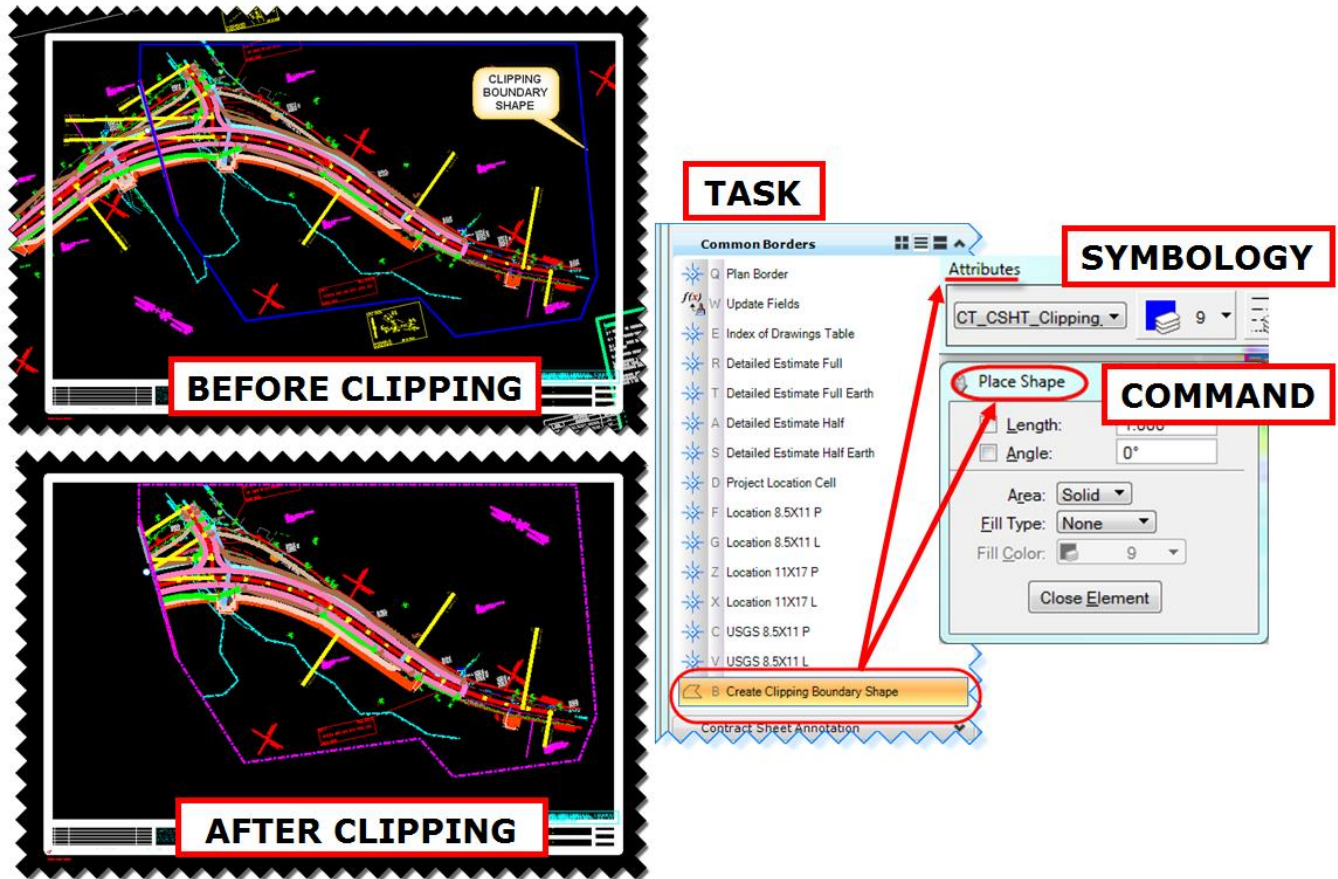 CLIPPING
BOUNDARY
SHAPE
BEFORE CLIPPING
AFTER CLIPPING
TASK
Common Borders
Q Plan Border
f(x) W Update Fields
E Index of Drawings Table
R Detailed Estimate Full
T Detailed Estimate Full Earth
A Detailed Estimate Half
S Detailed Estimate Half Earth
D Project Location Cell
F Location 8.5X11 P
G Location 8.5X11 L
Z Location 11X17 P
X Location 11X17 L
C USGS 8.5X11 P
V USGS 8.5X11 L
B Create Clipping Boundary Shape
Contract Sheet Annotation
SYMBOLOGY
Attributes
CT_CSHT_Clipping_ 9
Place Shape
COMMAND
Length: 1.000
Angle: 0°
Area: Solid
Fill Type: None
Fill Color: 9
Close Element